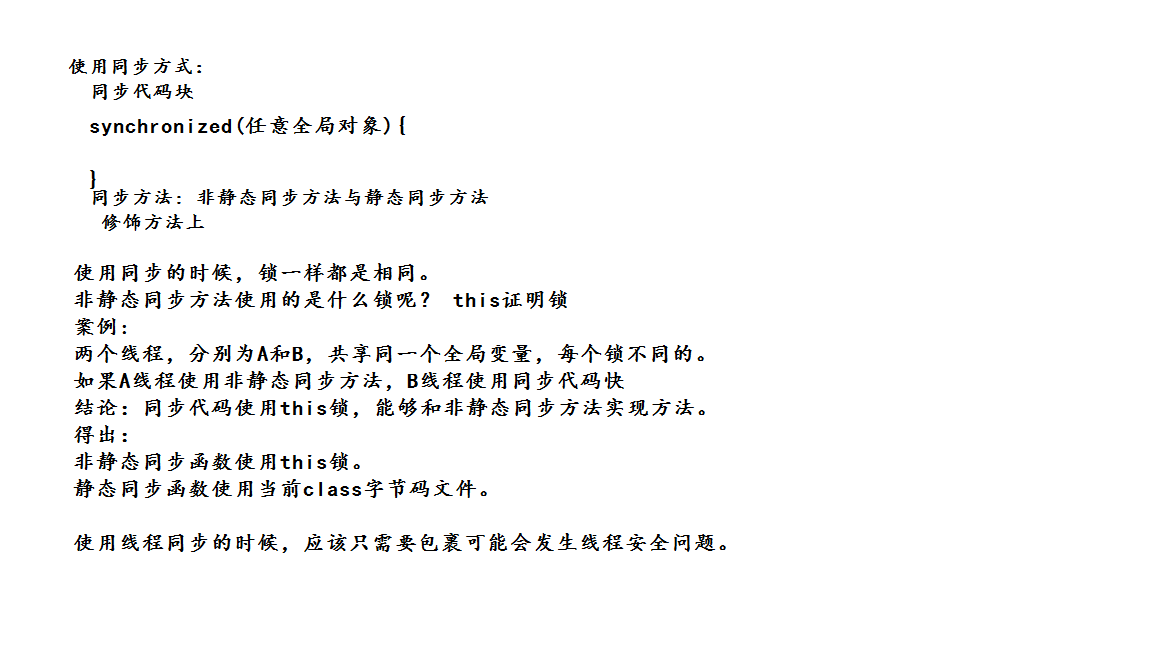 使用同步方式：
同步代码块
synchronized(任意全局对象){
}
同步方法：非静态同步方法与静态同步方法
修饰方法上
使用同步的时候，锁一样都是相同。
非静态同步方法使用的是什么锁呢？ this证明锁
案例：
两个线程，分别为A和B，共享同一个全局变量，每个锁不同的。
如果A线程使用非静态同步方法，B线程使用同步代码快
结论：同步代码使用this锁，能够和非静态同步方法实现方法。
得出：
非静态同步函数使用this锁。
静态同步函数使用当前class字节码文件。
使用线程同步的时候，应该只需要包裹可能会发生线程安全问题。